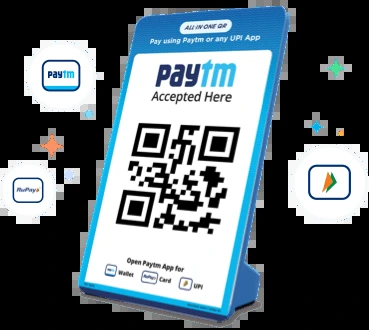 ALL IN ONE QR
Pay using Paytm or any UPI App
paytm
Accepted Here
paytm
RuPay
Open Paytm App for
Wallet
RuPay
Card
UPI